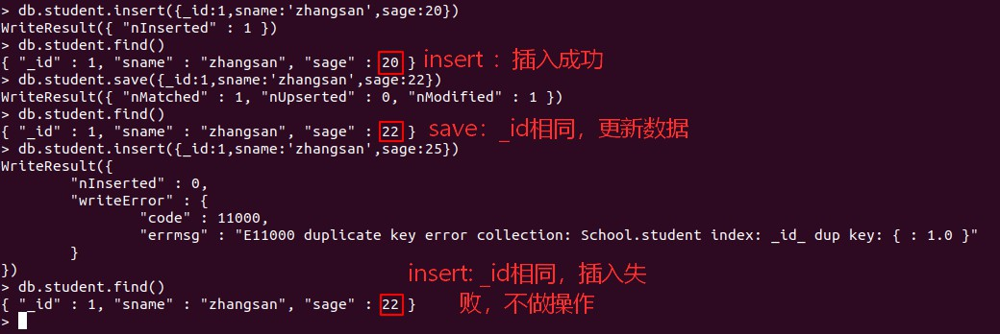 > db.student.insert({_id:1,sname:'zhangsan',sage:20})
WriteResult({ "nInserted" : 1 })
> db.student.find()
{ "_id" : 1, "sname" : "zhangsan", "sage" : 20 } insert ：插入成功
> db.student.save({_id:1,sname:'zhangsan',sage:22})
WriteResult({ "nMatched" : 1, "nUpserted" : 0, "nModified" : 1 })
> db.student.find()
{ "_id" : 1, "sname" : "zhangsan", "sage" : 22 } save：_id相同，更新数据
> db.student.insert({_id:1,sname:'zhangsan',sage:25})
WriteResult({
"nInserted" : 0,
"writeError" : {
"code" : 11000,
"errmsg" : "E11000 duplicate key error collection: School.student index: _id_ dup key: { : 1.0 }"
}
})
insert: _id相同，插入失
> db.student.find()
{ "_id" : 1, "sname" : "zhangsan", "sage" : 22 } 败，不做操作
>